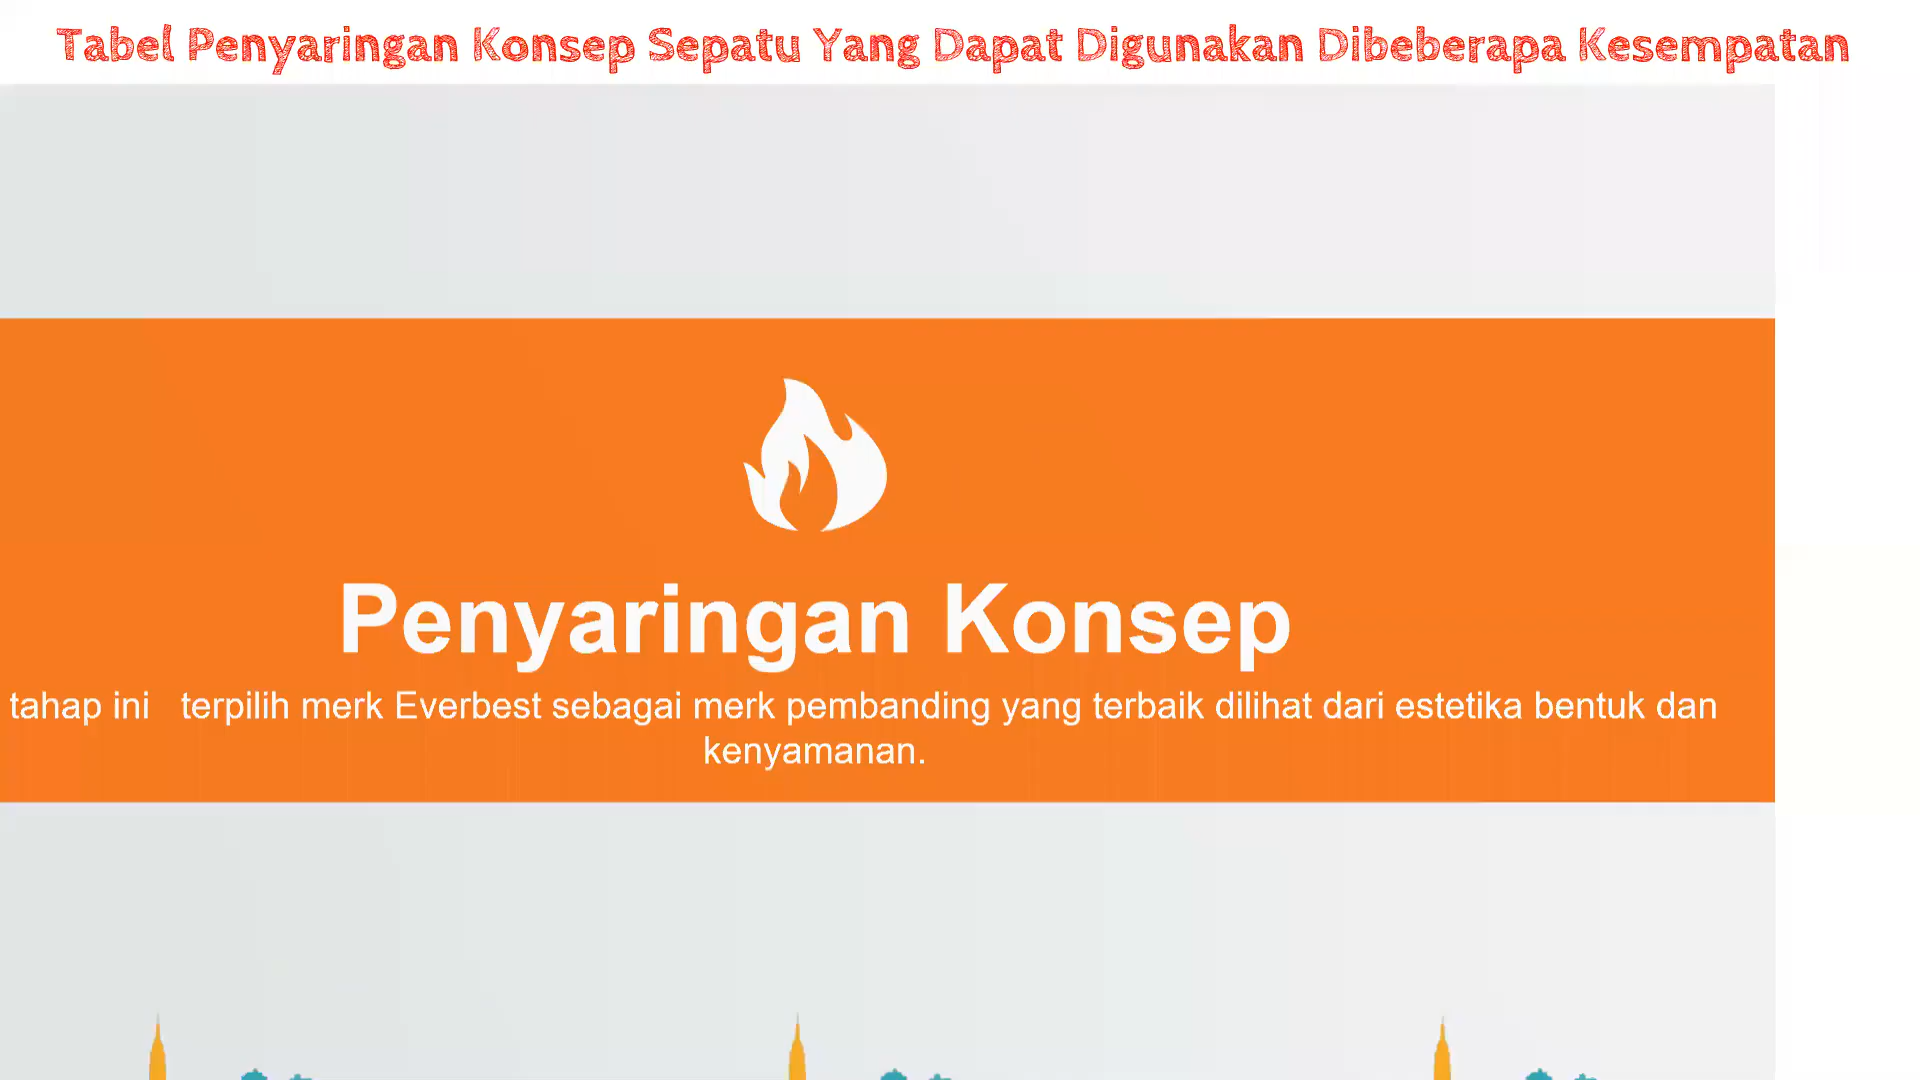 Tabel Penyaringan Konsep Sepatu Yang Dapat Digunakan Dibeberapa Kesempatan
Penyaringan Konsep
tahap ini terpilih merk Everbest sebagai merk pembanding yang terbaik dilihat dari estetika bentuk dan
kenyamanan.